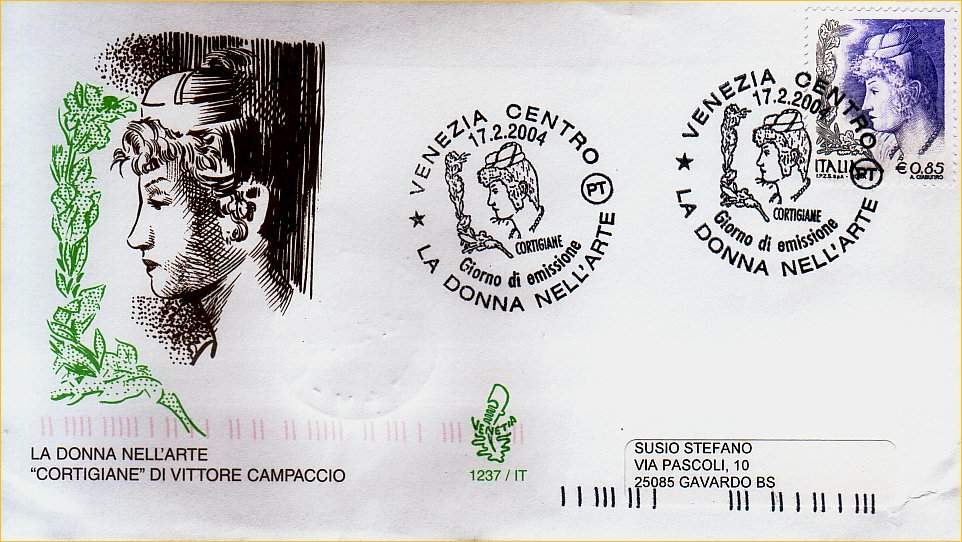 VENEZIA CENTRO
17.2.2004
PT
CORTIGIANE
Giorno di emissione
★ LA DONNA NELL'ARTE
VENEZIA CENTRO
17.2.2004
PT
CORTIGIANE
Giorno di emissione
★ LA DONNA NELL'ARTE
ITALIA
€0,85
I.P.Z.S. S.p.A.
VENETIA
1237 / IT
LA DONNA NELL'ARTE
“CORTIGIANE” DI VITTORE CAMPACCIO
SUSIO STEFANO
VIA PASCOLI, 10
25085 GAVARDO BS